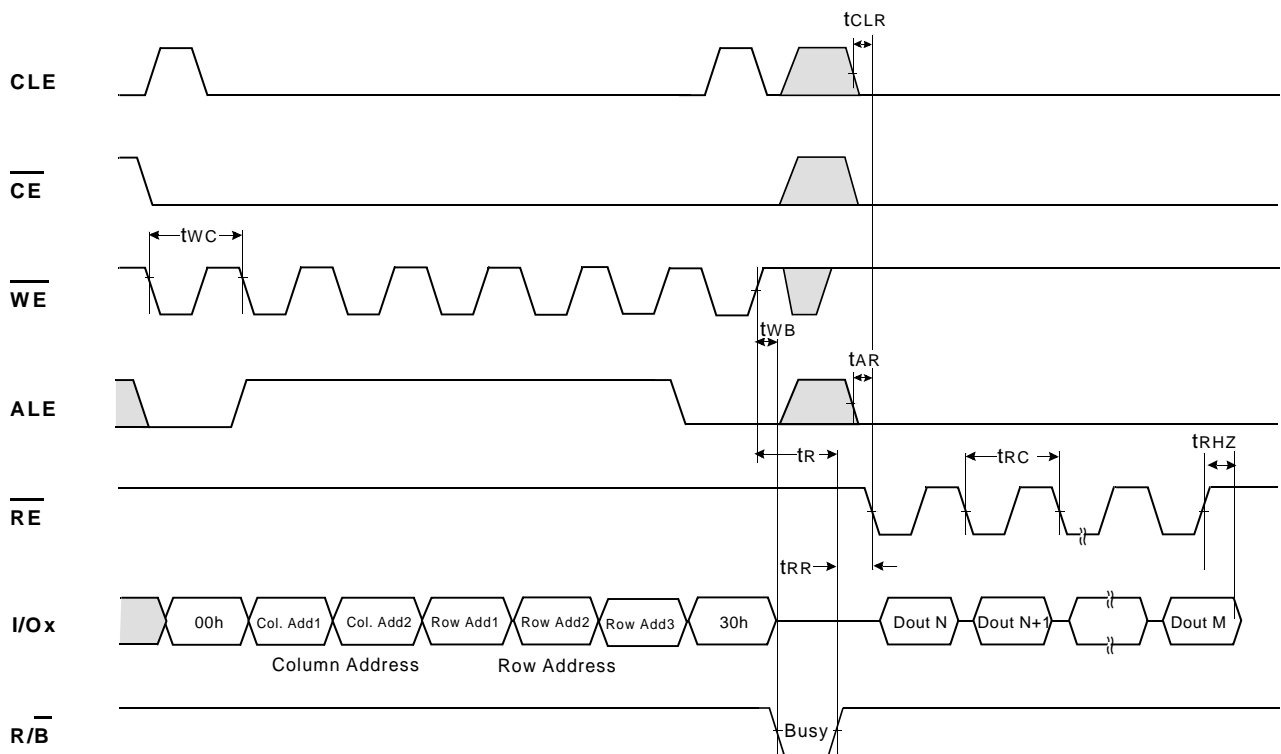 tCLR
CLE
CE
tWC
WE
tWB
tAR
ALE
tR
tRC
tRHZ
RE
tRR
I/Ox
00h
Col. Add1
Col. Add2
Row Add1
Row Add2
Row Add3
30h
Dout N
Dout N+1
Dout M
Column Address
Row Address
R/B
Busy